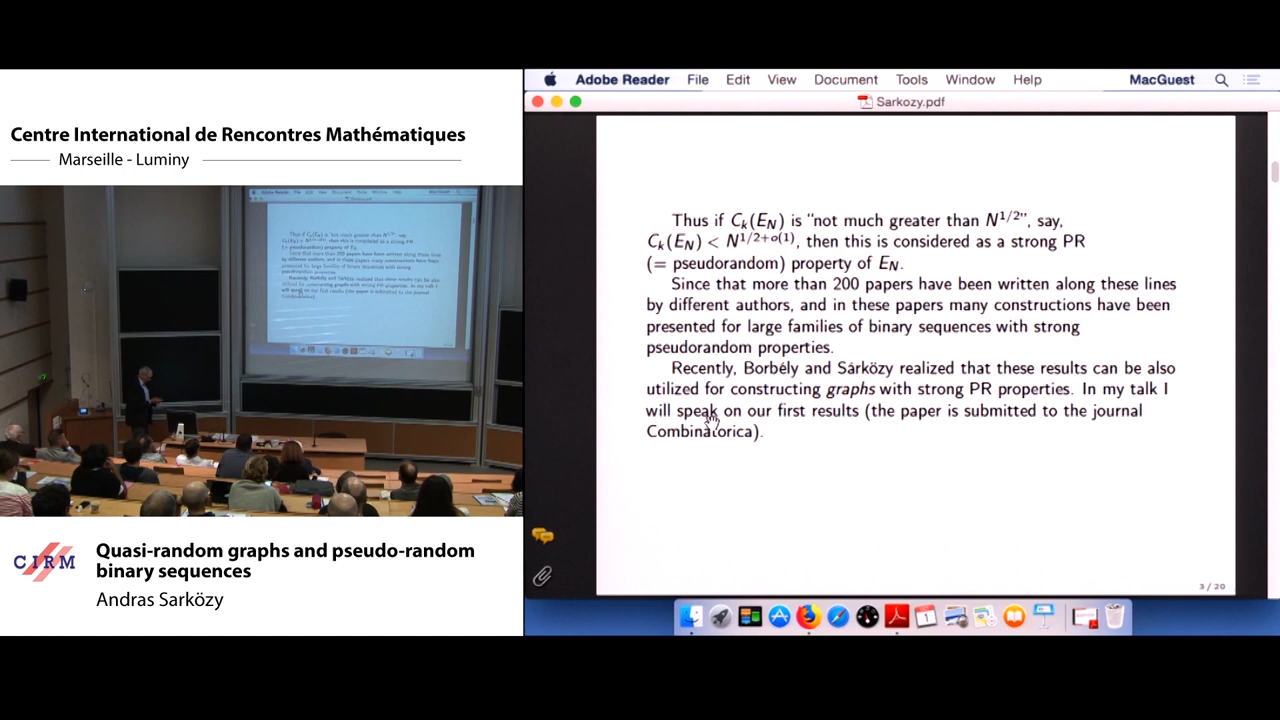 Centre International de Rencontres Mathématiques
Marseille - Luminy
CIRM
Quasi-random graphs and pseudo-random
binary sequences
Andras Sarközy
Adobe Reader File Edit View Document Tools Window Help MacGuest
Sarkozy.pdf
Thus if C_k(E_N) is "not much greater than N^{1/2}", say,
C_k(E_N) < N^{1/2+o(1)}, then this is considered as a strong PR
(= pseudorandom) property of E_N.
Since that more than 200 papers have been written along these lines
by different authors, and in these papers many constructions have been
presented for large families of binary sequences with strong
pseudorandom properties.
Recently, Borbély and Sárközy realized that these results can be also
utilized for constructing graphs with strong PR properties. In my talk I
will speak on our first results (the paper is submitted to the journal
Combinatorica).
3 / 20